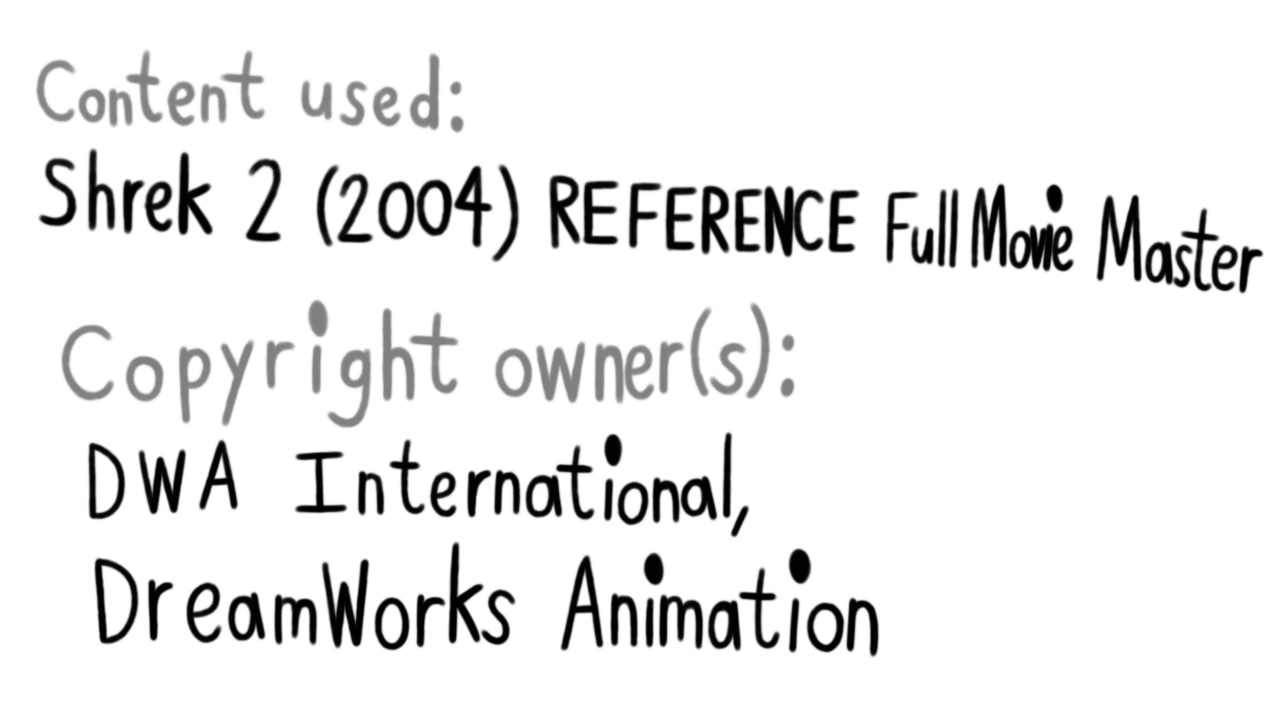 Content used:
Shrek 2 (2004) REFERENCE Full Movie Master
Copyright owner(s):
DWA International,
DreamWorks Animation